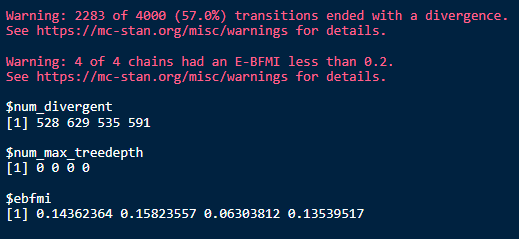 Warning: 2283 of 4000 (57.0%) transitions ended with a divergence.
See https://mc-stan.org/misc/warnings for details.
Warning: 4 of 4 chains had an E-BFMI less than 0.2.
See https://mc-stan.org/misc/warnings for details.
$num_divergent
[1] 528 629 535 591
$num_max_treedepth
[1] 0 0 0 0
$ebfmi
[1] 0.14362364 0.15823557 0.06303812 0.13539517